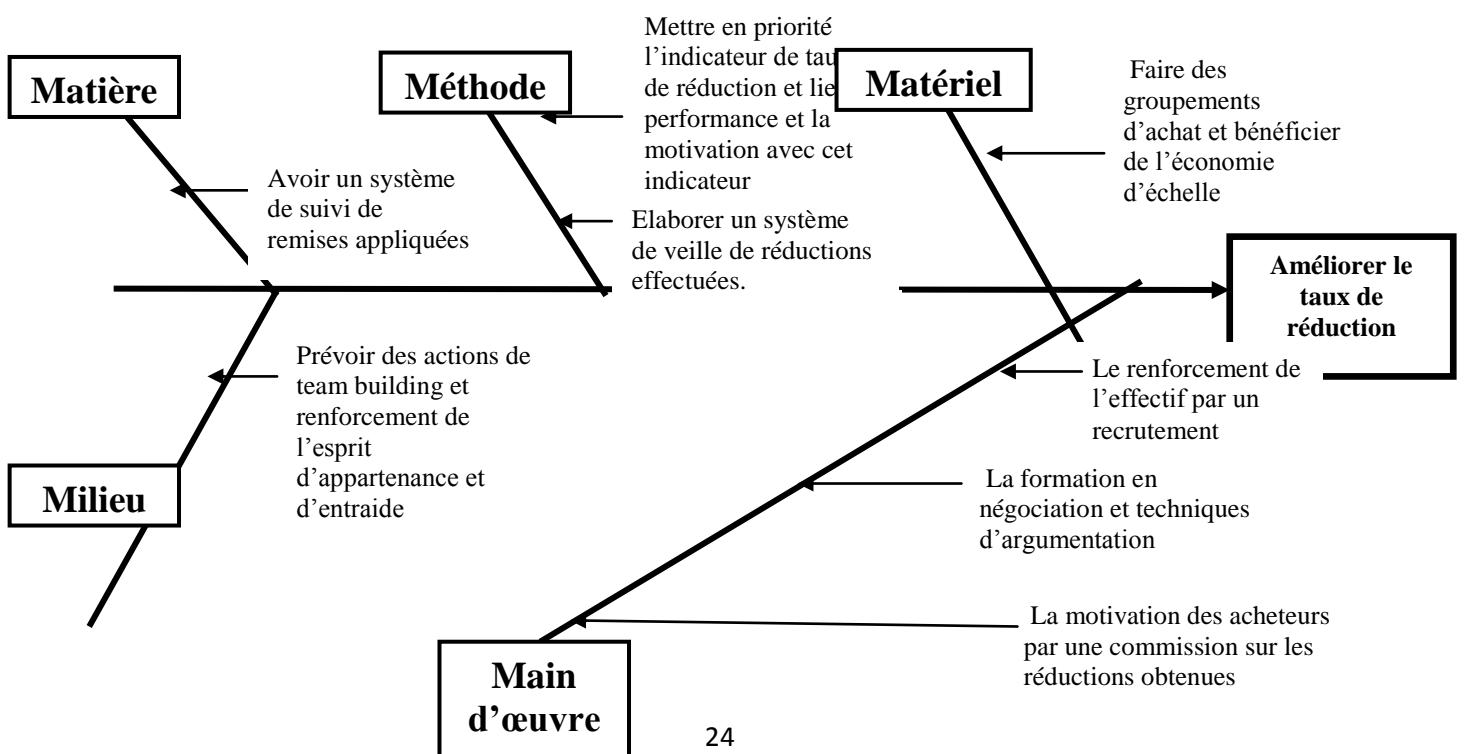 Matière
Avoir un système
de suivi de
remises appliquées
Méthode
Mettre en priorité
l’indicateur de tau
de réduction et lie
performance et la
motivation avec cet
indicateur
Elaborer un système
de veille de réductions
effectuées.
Matériel
Faire des
groupements
d’achat et bénéficier
de l’économie
d’échelle
Améliorer le
taux de
réduction
Milieu
Prévoir des actions de
team building et
renforcement de
l’esprit
d’appartenance et
d’entraide
Le renforcement de
l’effectif par un
recrutement
La formation en
négociation et techniques
d’argumentation
La motivation des acheteurs
par une commission sur les
réductions obtenues
Main
d’œuvre
24